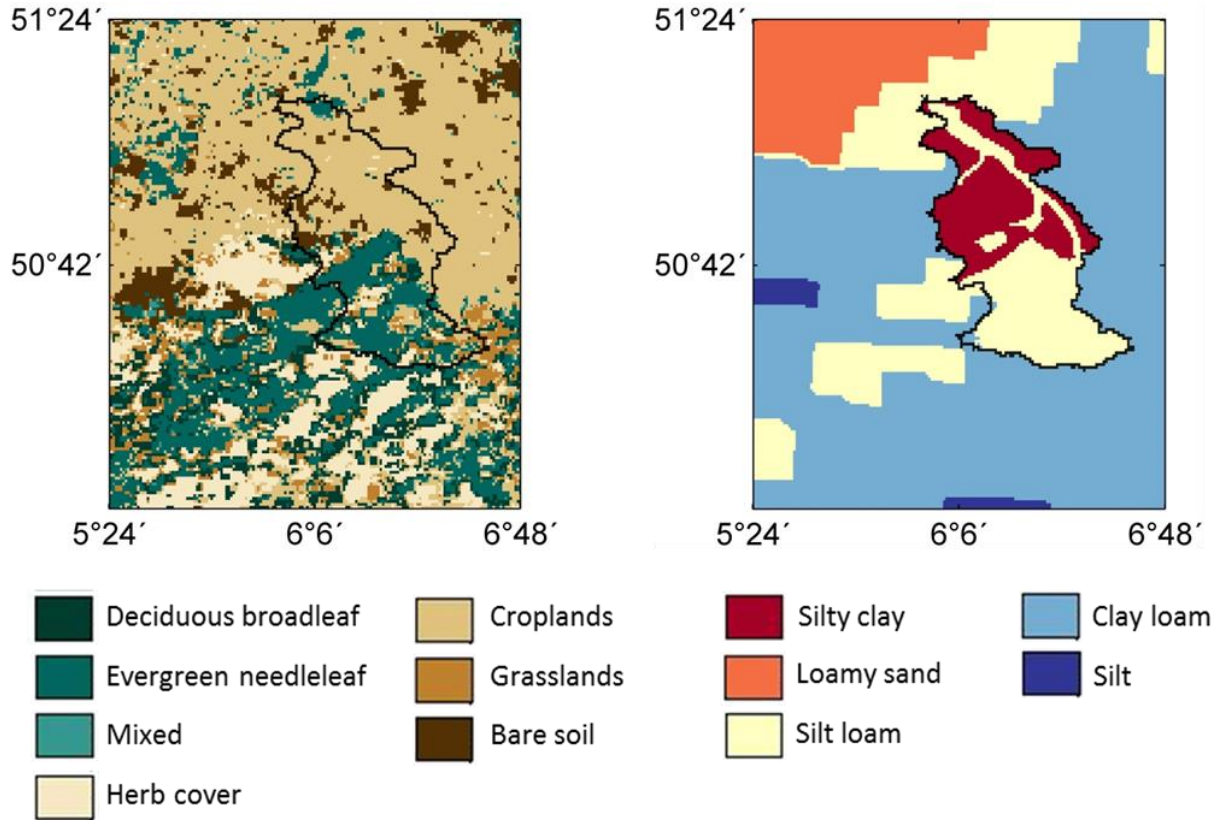 51°24´
50°42´
5°24´ 6°6´ 6°48´
51°24´
50°42´
5°24´ 6°6´ 6°48´
Deciduous broadleaf
Evergreen needleleaf
Mixed
Herb cover
Croplands
Grasslands
Bare soil
Silty clay
Loamy sand
Silt loam
Clay loam
Silt